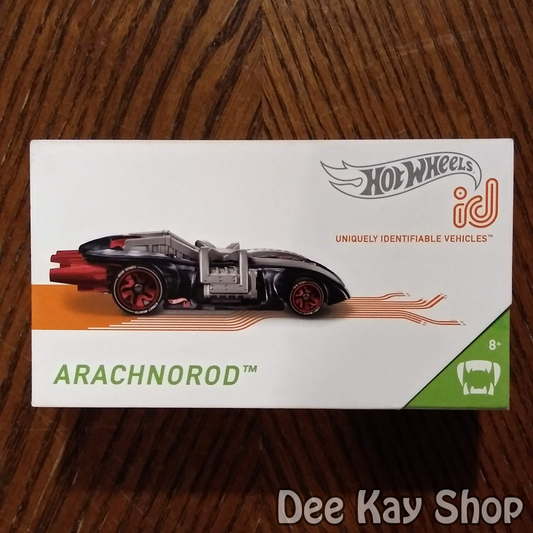 HOT WHEELS
id
UNIQUELY IDENTIFIABLE VEHICLES™
8+
ARACHNOROD™
Dee Kay Shop